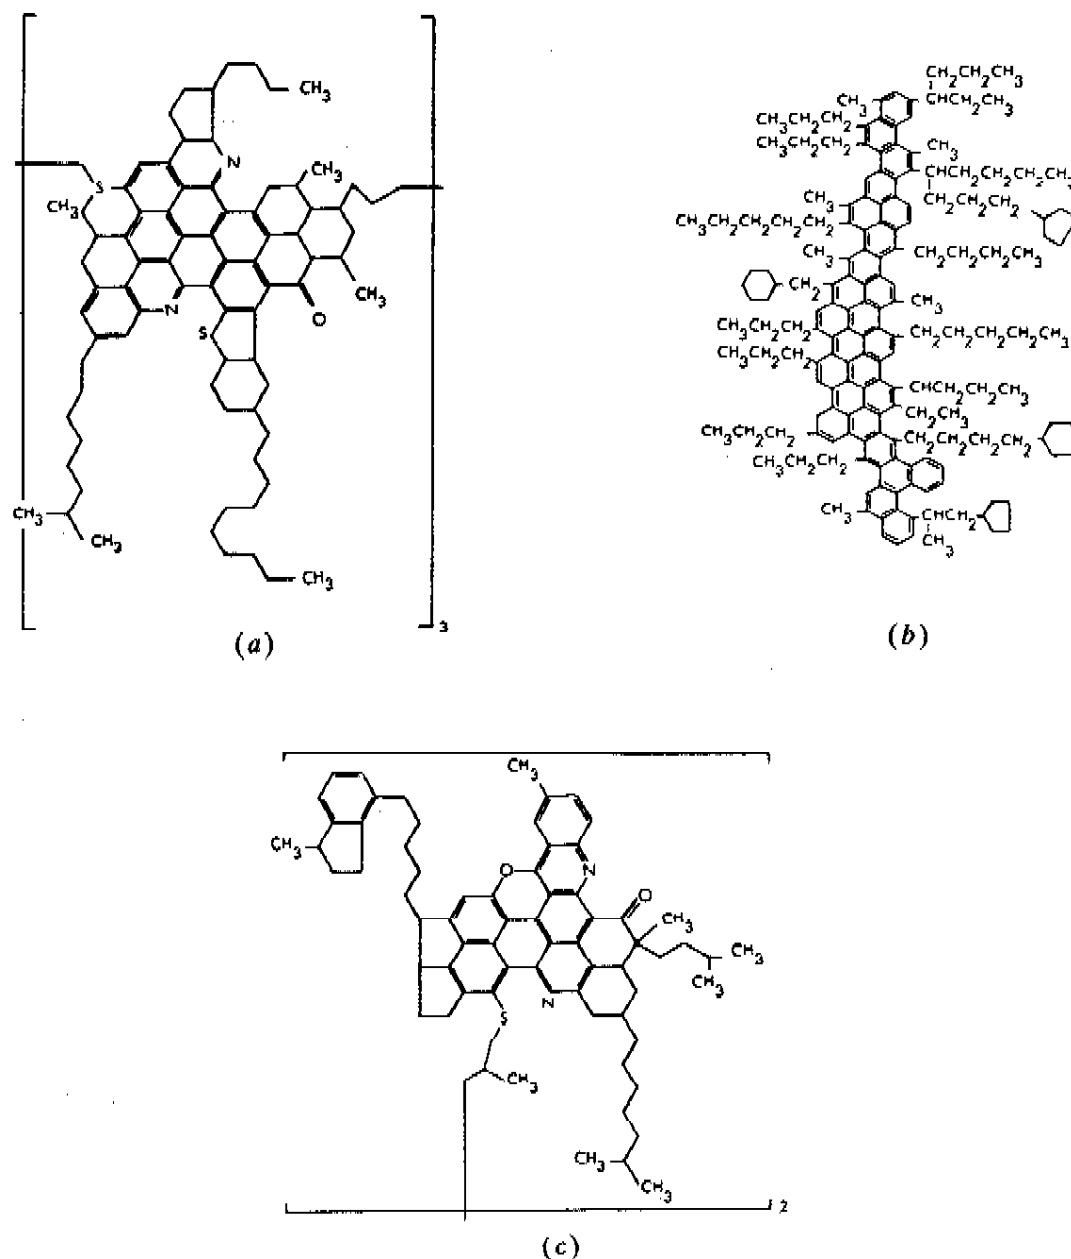 CH₃
N
CH₃
S
CH₃
CH₃
N
O
S
CH₃
CH₃
CH₃
3
(a)
CH₂CH₂CH₃
CH₃ CHCH₂CH₃
CH₃CH₂CH₂
CH₃CH₂CH₂ CH₃
CHCH₂CH₂CH₂CH₂CH₃
CH₃ CH₂CH₂CH₂
CH₃CH₂CH₂CH₂CH₂
CH₃ CH₂CH₂CH₂CH₃
CH₂
CH₃
CH₃CH₂CH₂ CH₂CH₂CH₂CH₂CH₂CH₃
CH₃CH₂CH₂
CHCH₂CH₂CH₃
CH₂CH₃
CH₃CH₂CH₂ CH₂CH₂CH₂CH₂CH₂
CH₃CH₂CH₂
CH₃ CHCH₂
CH₃
(b)
CH₃
CH₃
O N
O
CH₃
CH₃
CH₃
N
S
CH₃
CH₃
CH₃
2
(c)